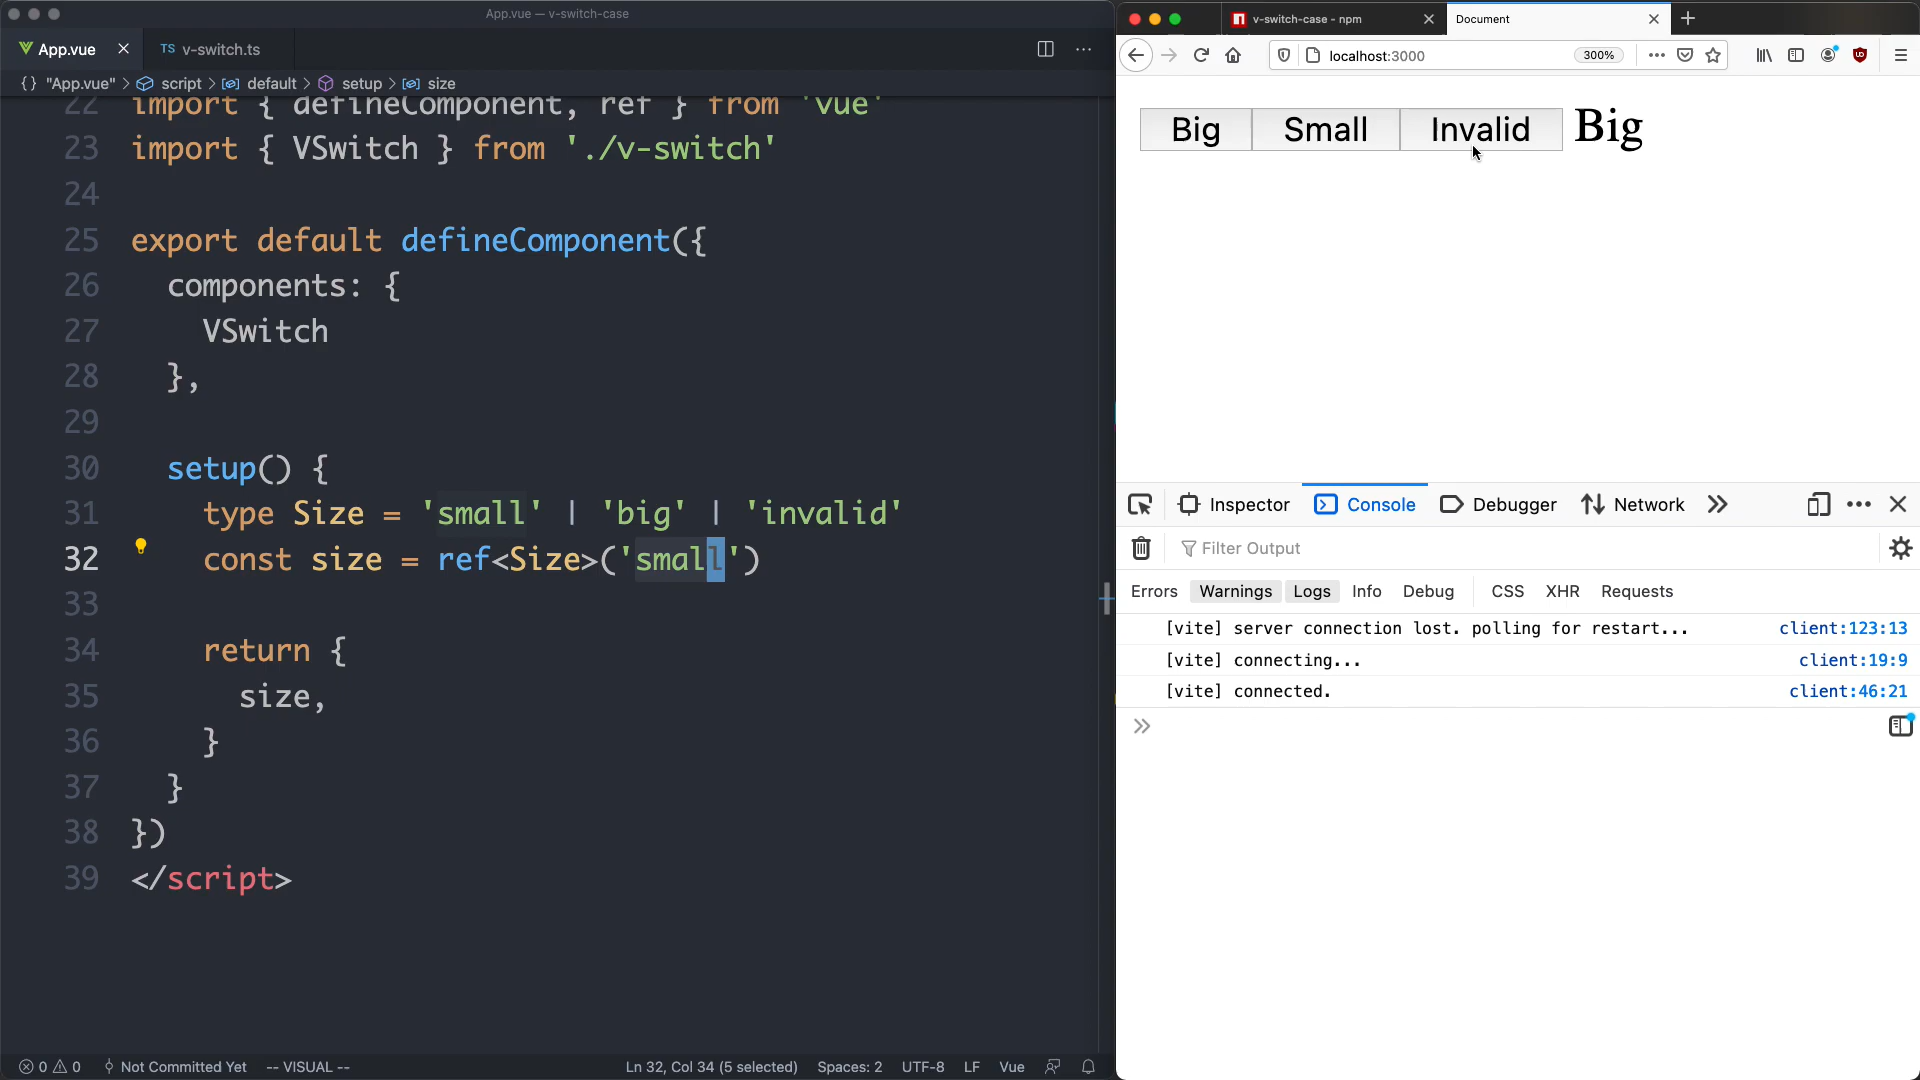 App.vue — v-switch-case
App.vue
TS v-switch.ts
{} "App.vue" > script > default > setup > size
22 import { defineComponent, ref } from 'vue'
23 import { VSwitch } from './v-switch'
24
25 export default defineComponent({
26 components: {
27 VSwitch
28 },
29
30 setup() {
31 type Size = 'small' | 'big' | 'invalid'
32 const size = ref<Size>('small')
33
34 return {
35 size,
36 }
37 }
38 })
39 </script>
0 0 Not Committed Yet -- VISUAL -- Ln 32, Col 34 (5 selected) Spaces: 2 UTF-8 LF Vue
v-switch-case - npm
Document
localhost:3000 300%
Big Small Invalid Big
Inspector Console Debugger Network
Filter Output
Errors Warnings Logs Info Debug CSS XHR Requests
[vite] server connection lost. polling for restart... client:123:13
[vite] connecting... client:19:9
[vite] connected. client:46:21